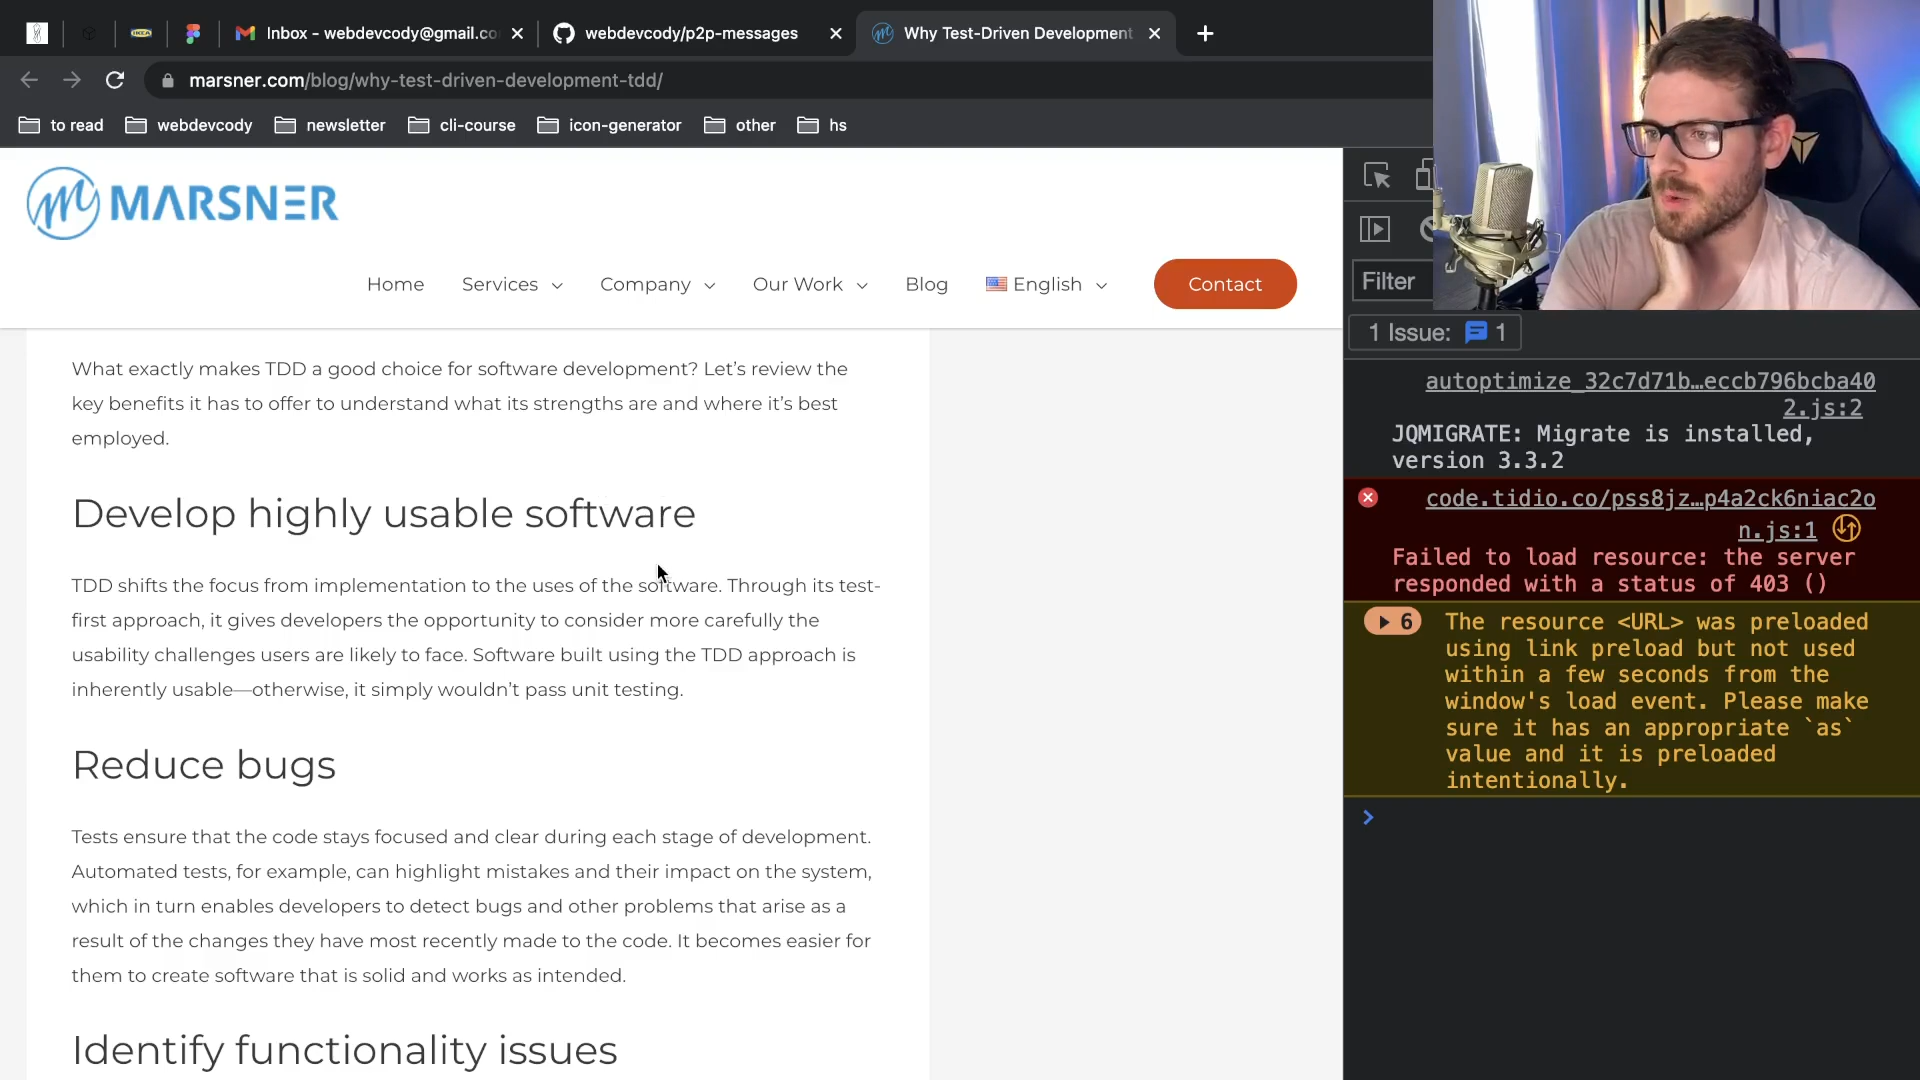 IKEA
Inbox - webdevcody@gmail.co
webdevcody/p2p-messages
Why Test-Driven Development
marsner.com/blog/why-test-driven-development-tdd/
to read
webdevcody
newsletter
cli-course
icon-generator
other
hs
MARSNER
Home
Services
Company
Our Work
Blog
English
Contact
What exactly makes TDD a good choice for software development? Let’s review the
key benefits it has to offer to understand what its strengths are and where it’s best
employed.
Develop highly usable software
TDD shifts the focus from implementation to the uses of the software. Through its test-
first approach, it gives developers the opportunity to consider more carefully the
usability challenges users are likely to face. Software built using the TDD approach is
inherently usable—otherwise, it simply wouldn’t pass unit testing.
Reduce bugs
Tests ensure that the code stays focused and clear during each stage of development.
Automated tests, for example, can highlight mistakes and their impact on the system,
which in turn enables developers to detect bugs and other problems that arise as a
result of the changes they have most recently made to the code. It becomes easier for
them to create software that is solid and works as intended.
Identify functionality issues
Filter
1 Issue: 1
autoptimize_32c7d71b…eccb796bcba40
2.js:2
JQMIGRATE: Migrate is installed,
version 3.3.2
code.tidio.co/pss8jz…p4a2ck6niac2o
n.js:1
Failed to load resource: the server
responded with a status of 403 ()
6
The resource <URL> was preloaded
using link preload but not used
within a few seconds from the
window's load event. Please make
sure it has an appropriate `as`
value and it is preloaded
intentionally.